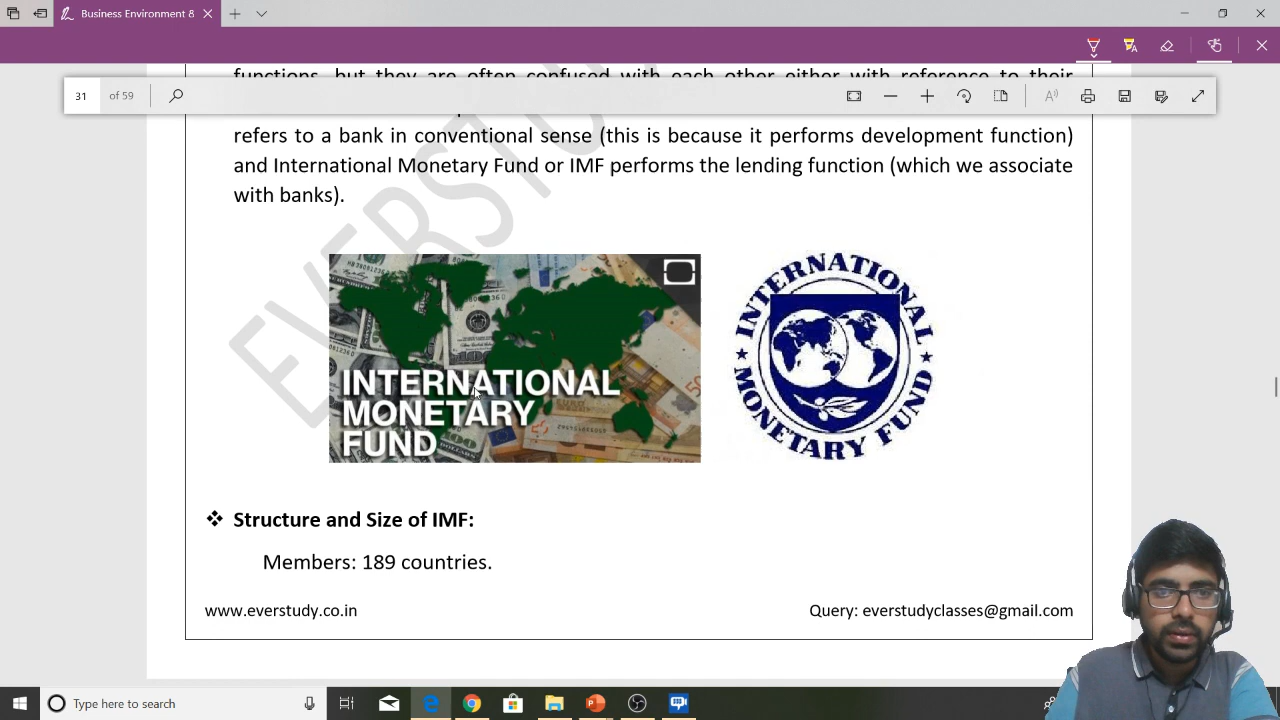 Business Environment 8
functions, but they are often confused with each other either with reference to their
31 of 59
refers to a bank in conventional sense (this is because it performs development function)
and International Monetary Fund or IMF performs the lending function (which we associate
with banks).
INTERNATIONAL
MONETARY
FUND
INTERNATIONAL
MONETARY FUND
❖ Structure and Size of IMF:
Members: 189 countries.
www.everstudy.co.in
Query: everstudyclasses@gmail.com
Type here to search